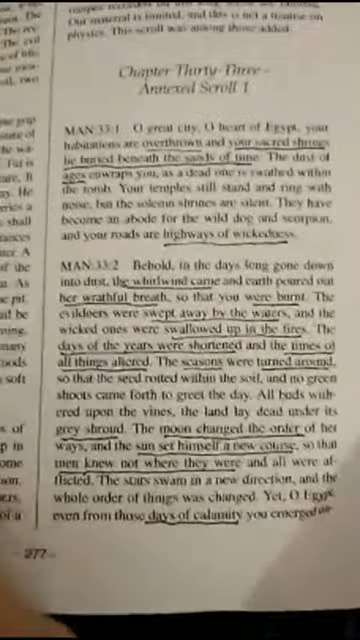 Our material is limited, and this is not a treatise on
physics. This scroll was among those added.
Chapter Thirty-Three -
Annexed Scroll 1
MAN:33:1 O great city, O heart of Egypt, your
habitations are overthrown and your sacred shrines
lie buried beneath the sands of time. The dust of
ages enwraps you, as a dead one is swathed within
the tomb. Your temples still stand and ring with
noise, but the solemn shrines are silent. They have
become an abode for the wild dog and scorpion,
and your roads are highways of wickedness.
MAN:33:2 Behold, in the days long gone down
into dust, the whirlwind came and earth poured out
her wrathful breath, so that you were burnt. The
evildoers were swept away by the waters, and the
wicked ones were swallowed up in the fires. The
days of the years were shortened and the times of
all things altered. The seasons were turned around,
so that the seed rotted within the soil, and no green
shoots came forth to greet the day. All buds with-
ered upon the vines, the land lay dead under its
grey shroud. The moon changed the order of her
ways, and the sun set himself a new course, so that
men knew not where they were and all were af-
flicted. The stars swam in a new direction, and the
whole order of things was changed. Yet, O Egypt,
even from those days of calamity you emerged
277